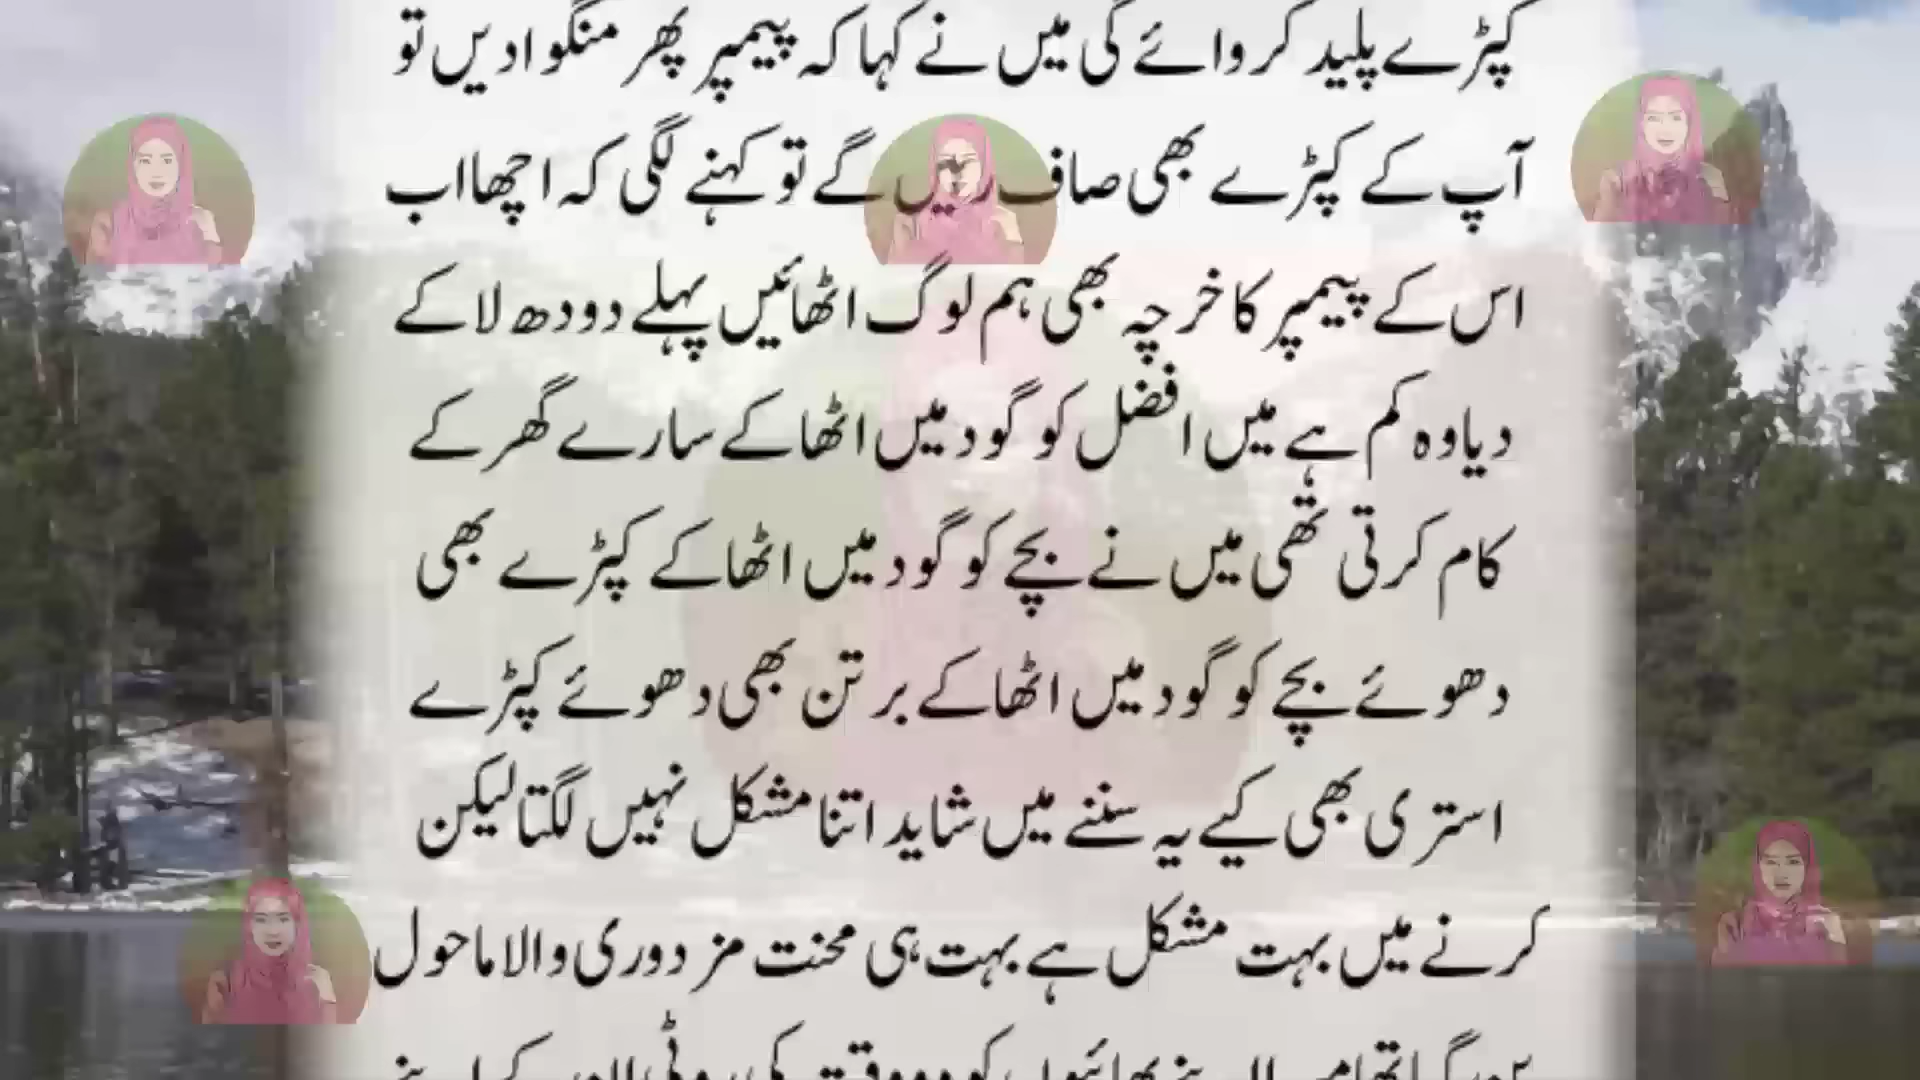 کپڑے پلید کروائے گی میں نے کہا کہ پیمپر پھر منگوا دیں تو
آپ کے کپڑے بھی صاف رہیں گے تو کہنے لگی کہ اچھا اب
اس کے پیمپر کا خرچہ بھی ہم لوگ اٹھائیں پہلے دودھ لا کے
دیا وہ کم ہے میں افضل کو گود میں اٹھا کے سارے گھر کے
کام کرتی تھی میں نے بچے کو گود میں اٹھا کے کپڑے بھی
دھوئے بچے کو گود میں اٹھا کے برتن بھی دھوئے کپڑے
استری بھی کیے یہ سننے میں شاید اتنا مشکل نہیں لگتا لیکن
کرنے میں بہت مشکل ہے بہت ہی محنت مزدوری والا ماحول